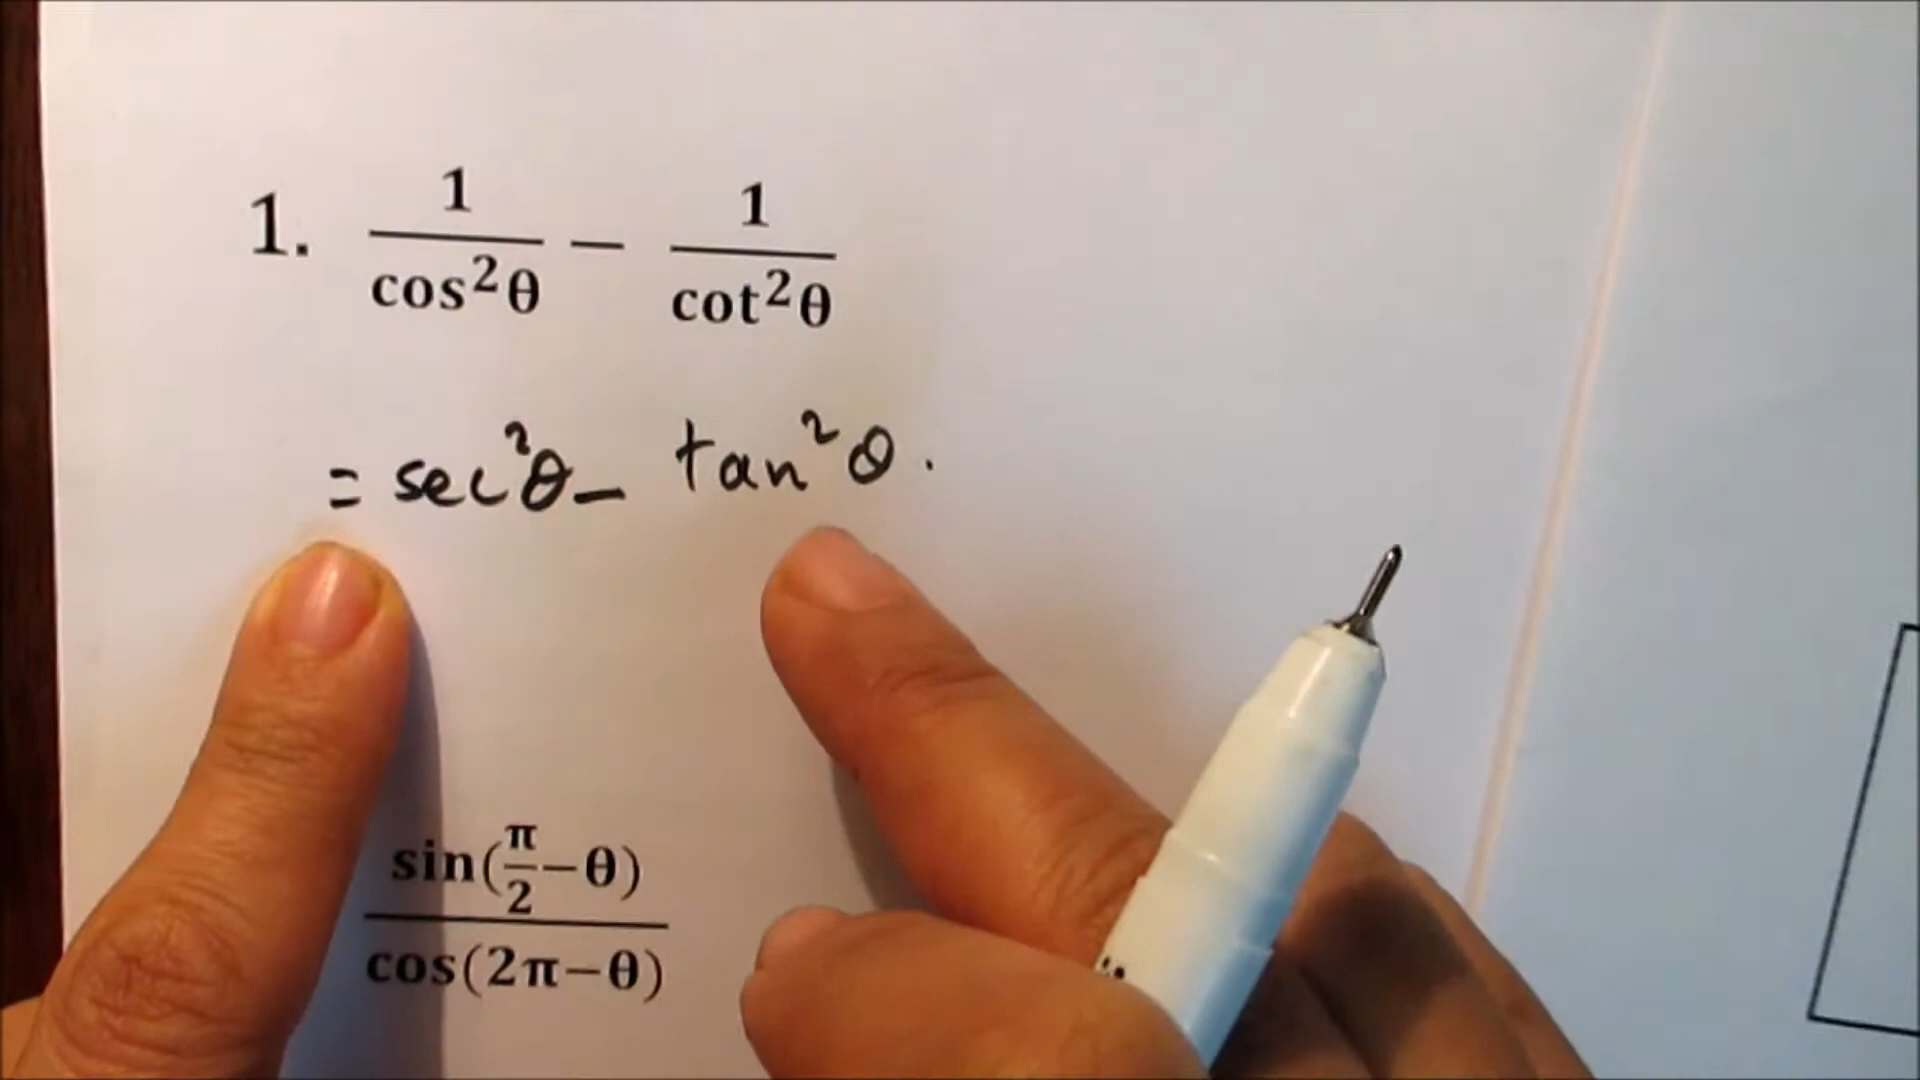 1. 1/cos²θ − 1/cot²θ
= sec²θ − tan²θ.
sin(π/2−θ)/cos(2π−θ)